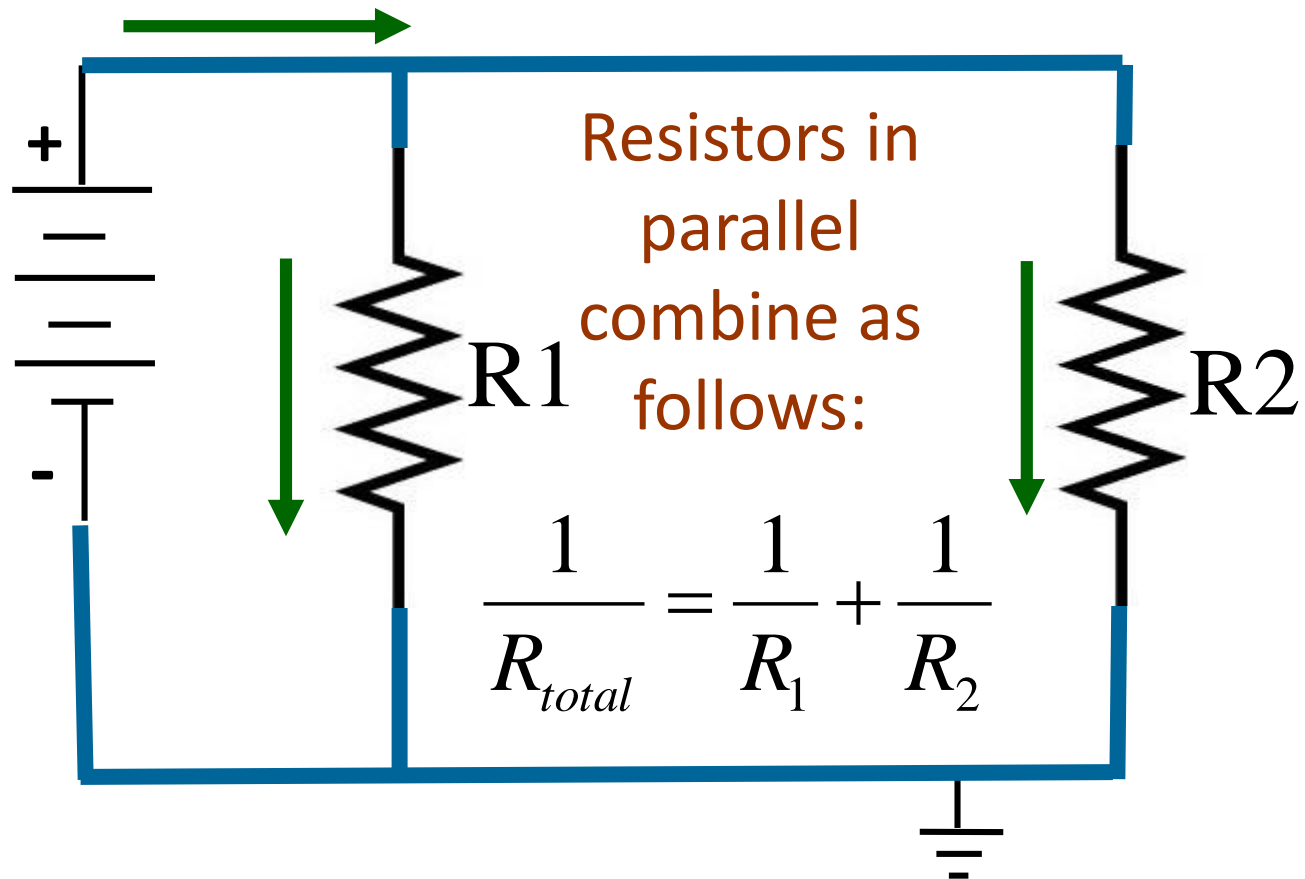 +
Resistors in
parallel
combine as
follows:
R1
R2
-
1/R_total = 1/R_1 + 1/R_2